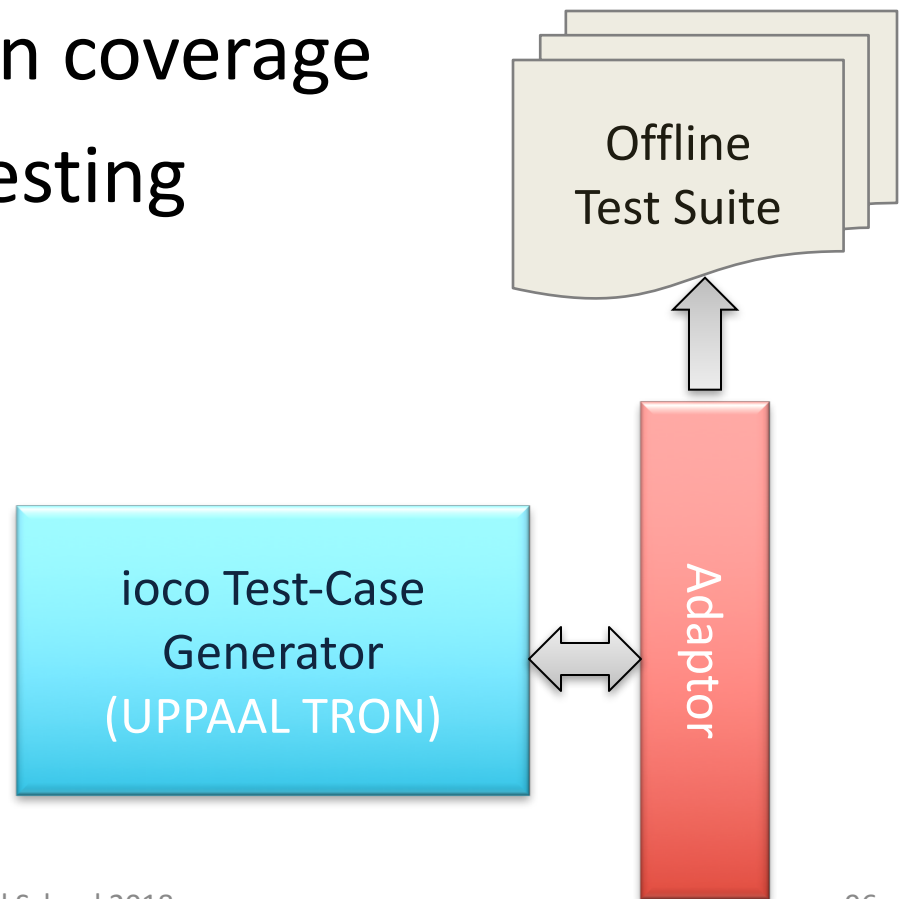 n coverage
esting
Offline
Test Suite
ioco Test-Case
Generator
(UPPAAL TRON)
Adaptor